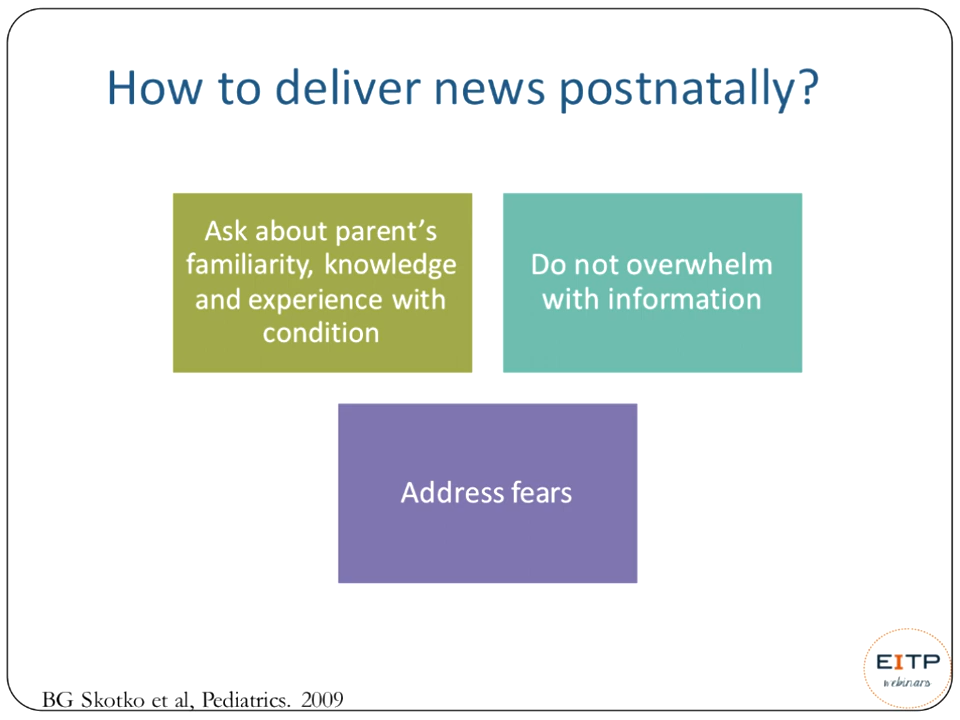 How to deliver news postnatally?
Ask about parent’s
familiarity, knowledge
and experience with
condition
Do not overwhelm
with information
Address fears
EITP
webinars
BG Skotko et al, Pediatrics. 2009